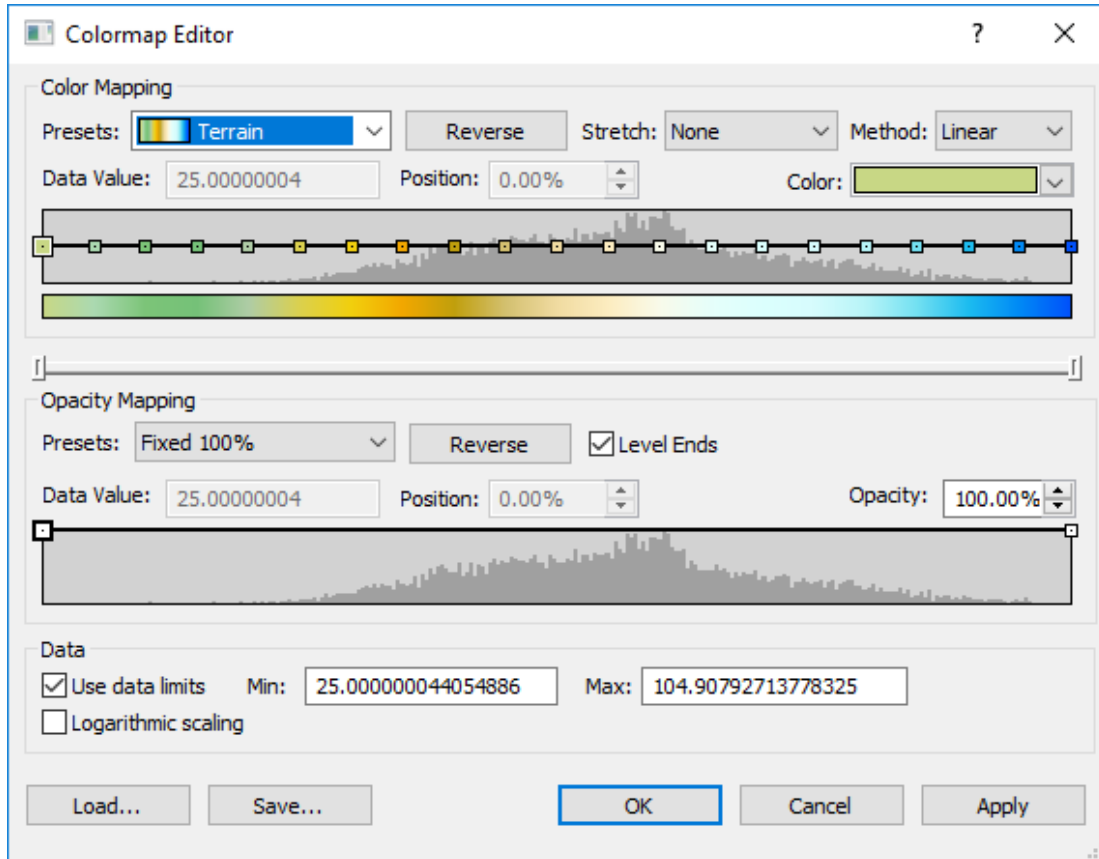 Colormap Editor ?
Color Mapping
Presets: Terrain Reverse Stretch: None Method: Linear
Data Value: 25.00000004 Position: 0.00% Color:
Opacity Mapping
Presets: Fixed 100% Reverse Level Ends
Data Value: 25.00000004 Position: 0.00% Opacity: 100.00%
Data
Use data limits Min: 25.000000044054886 Max: 104.90792713778325
Logarithmic scaling
Load... Save... OK Cancel Apply